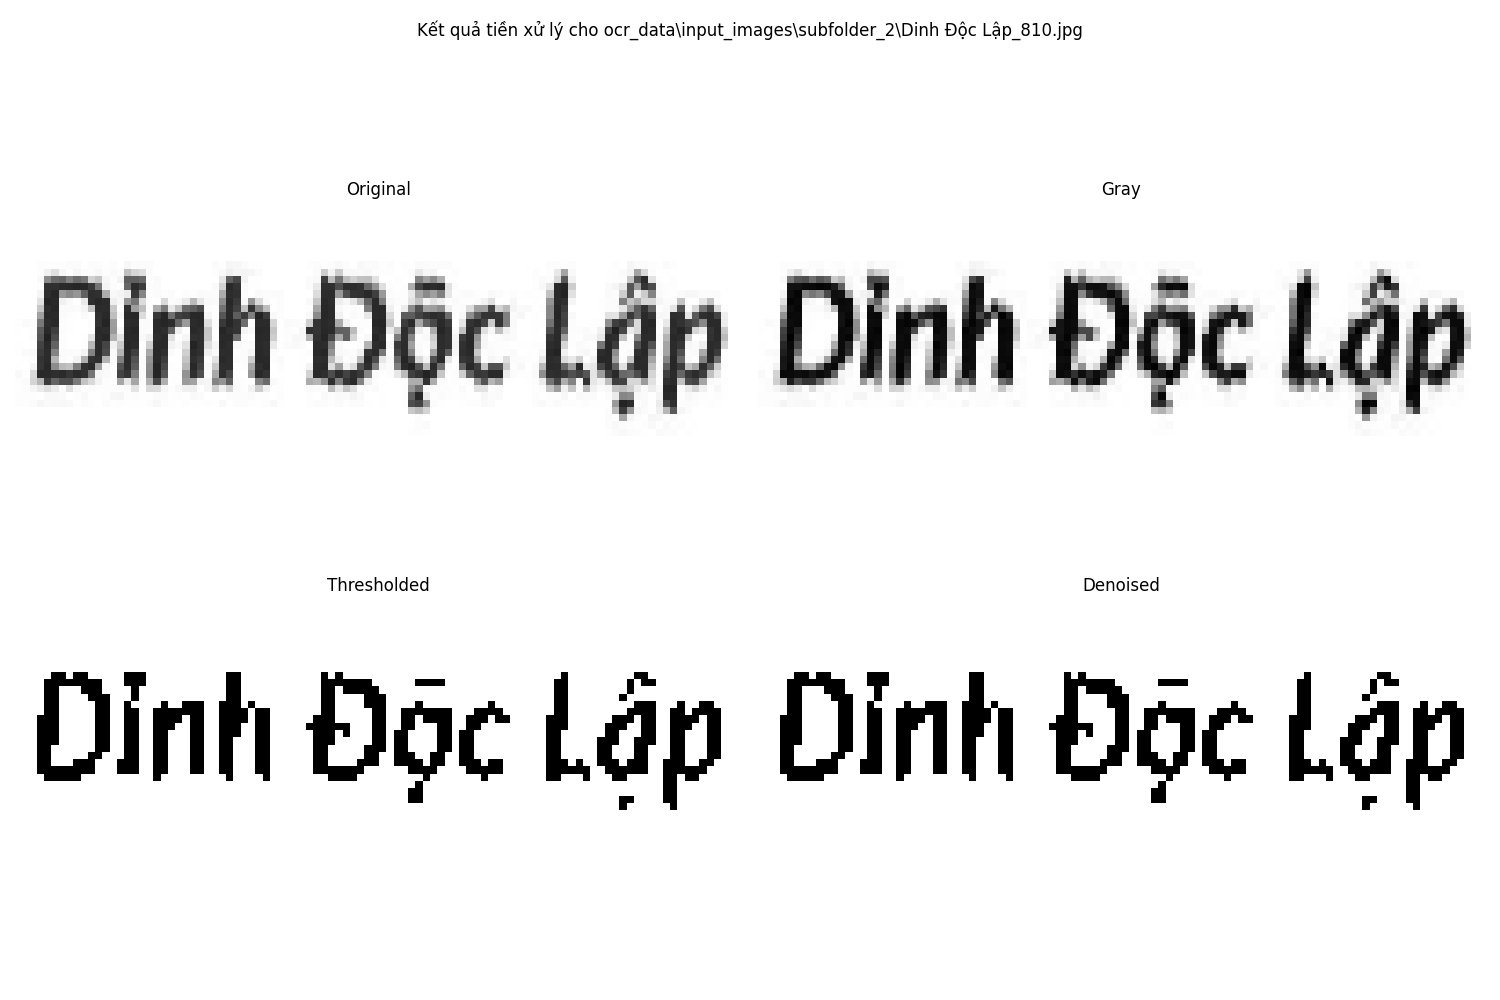 Kết quả tiền xử lý cho ocr_data\input_images\subfolder_2\Dinh Độc Lập_810.jpg
Original
Gray
Dinh Độc Lập
Dinh Độc Lập
Thresholded
Denoised
Dinh Độc Lập
Dinh Độc Lập